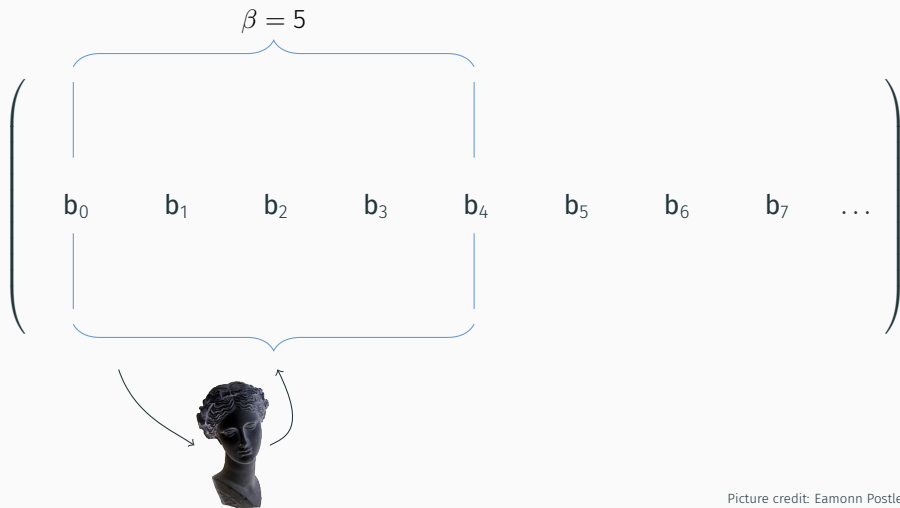 β = 5
b₀ b₁ b₂ b₃ b₄ b₅ b₆ b₇ ...
Picture credit: Eamonn Postle